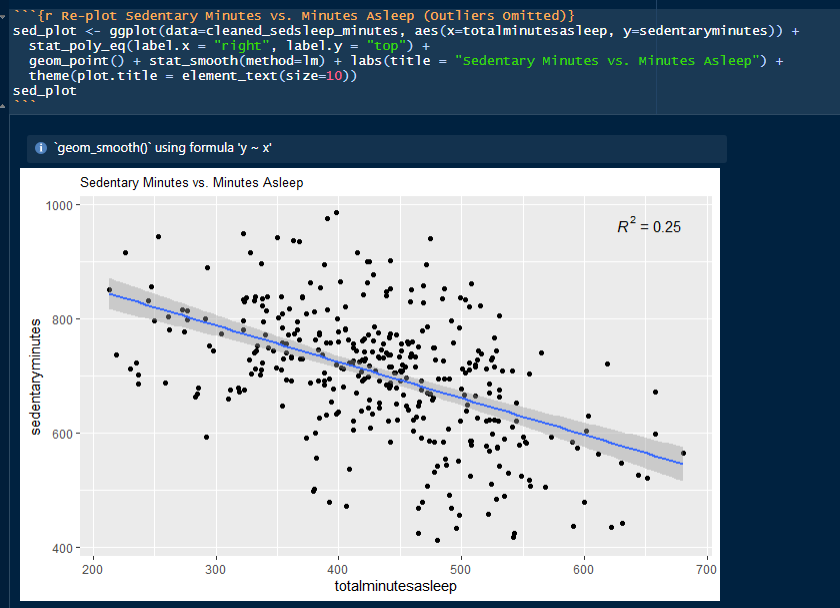 ```{r Re-plot Sedentary Minutes vs. Minutes Asleep (Outliers Omitted)}
sed_plot <- ggplot(data=cleaned_sedsleep_minutes, aes(x=totalminutesasleep, y=sedentaryminutes)) +
stat_poly_eq(label.x = "right", label.y = "top") +
geom_point() + stat_smooth(method=lm) + labs(title = "Sedentary Minutes vs. Minutes Asleep") +
theme(plot.title = element_text(size=10))
sed_plot
```
i `geom_smooth()` using formula 'y ~ x'
Sedentary Minutes vs. Minutes Asleep
R² = 0.25
1000
800
600
400
sedentaryminutes
200 300 400 500 600 700
totalminutesasleep